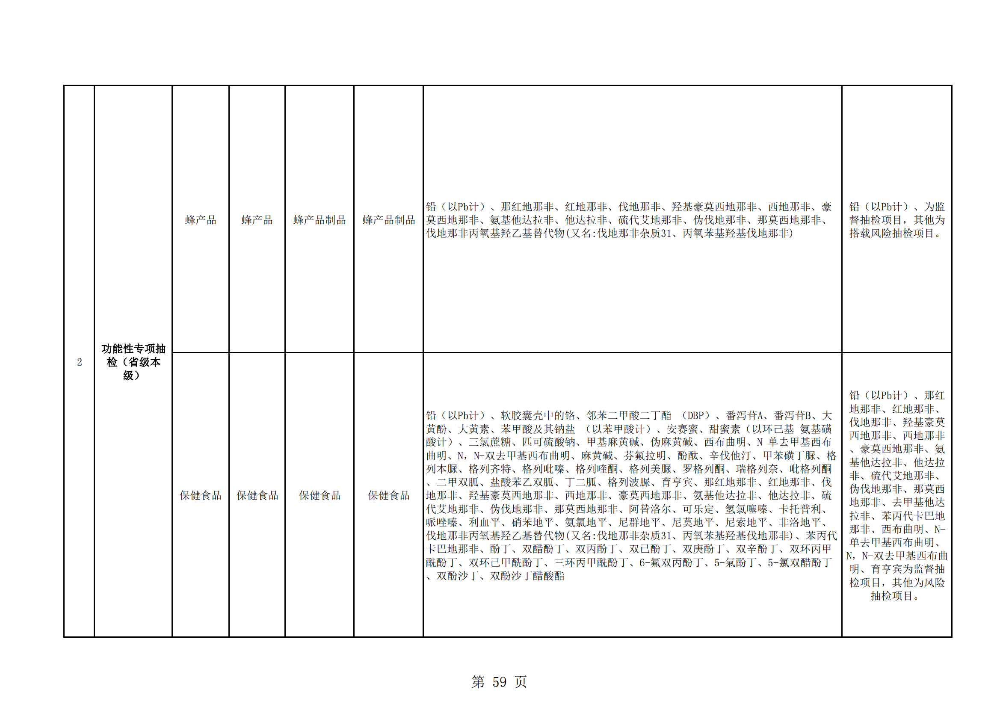 2
功能性专项抽
检（省级本
级）
蜂产品
蜂产品
蜂产品制品
蜂产品制品
铅（以Pb计）、那红地那非、红地那非、伐地那非、羟基豪莫西地那非、西地那非、豪
莫西地那非、氨基他达拉非、他达拉非、硫代艾地那非、伪伐地那非、那莫西地那非、
伐地那非丙氧基羟乙基替代物(又名:伐地那非杂质31、丙氧苯基羟基伐地那非)
铅（以Pb计）、为监
督抽检项目，其他为
搭载风险抽检项目。
保健食品
保健食品
保健食品
保健食品
铅（以Pb计）、软胶囊壳中的铬、邻苯二甲酸二丁酯 （DBP）、番泻苷A、番泻苷B、大
黄酚、大黄素、苯甲酸及其钠盐 （以苯甲酸计）、安赛蜜、甜蜜素（以环己基 氨基磺
酸计）、三氯蔗糖、匹可硫酸钠、甲基麻黄碱、伪麻黄碱、西布曲明、N-单去甲基西布
曲明、N，N-双去甲基西布曲明、麻黄碱、芬氟拉明、酚酞、辛伐他汀、甲苯磺丁脲、格
列本脲、格列齐特、格列吡嗪、格列喹酮、格列美脲、罗格列酮、瑞格列奈、吡格列酮
、二甲双胍、盐酸苯乙双胍、丁二胍、格列波脲、育亨宾、那红地那非、红地那非、伐
地那非、羟基豪莫西地那非、西地那非、豪莫西地那非、氨基他达拉非、他达拉非、硫
代艾地那非、伪伐地那非、那莫西地那非、阿替洛尔、可乐定、氢氯噻嗪、卡托普利、
哌唑嗪、利血平、硝苯地平、氨氯地平、尼群地平、尼莫地平、尼索地平、非洛地平、
伐地那非丙氧基羟乙基替代物(又名:伐地那非杂质31、丙氧苯基羟基伐地那非)、苯丙代
卡巴地那非、酚丁、双醋酚丁、双丙酚丁、双已酚丁、双庚酚丁、双辛酚丁、双环丙甲
酰酚丁、双环己甲酰酚丁、三环丙甲酰酚丁、6-氟双丙酚丁、5-氣酚丁、5-氯双醋酚丁
、双酚沙丁、双酚沙丁醋酸酯
铅（以Pb计）、那红
地那非、红地那非、
伐地那非、羟基豪莫
西地那非、西地那非
、豪莫西地那非、氨
基他达拉非、他达拉
非、硫代艾地那非、
伪伐地那非、那莫西
地那非、去甲基他达
拉非、苯丙代卡巴地
那非、西布曲明、N-
单去甲基西布曲明、
N，N-双去甲基西布曲
明、育亨宾为监督抽
检项目，其他为风险
抽检项目。
第 59 页